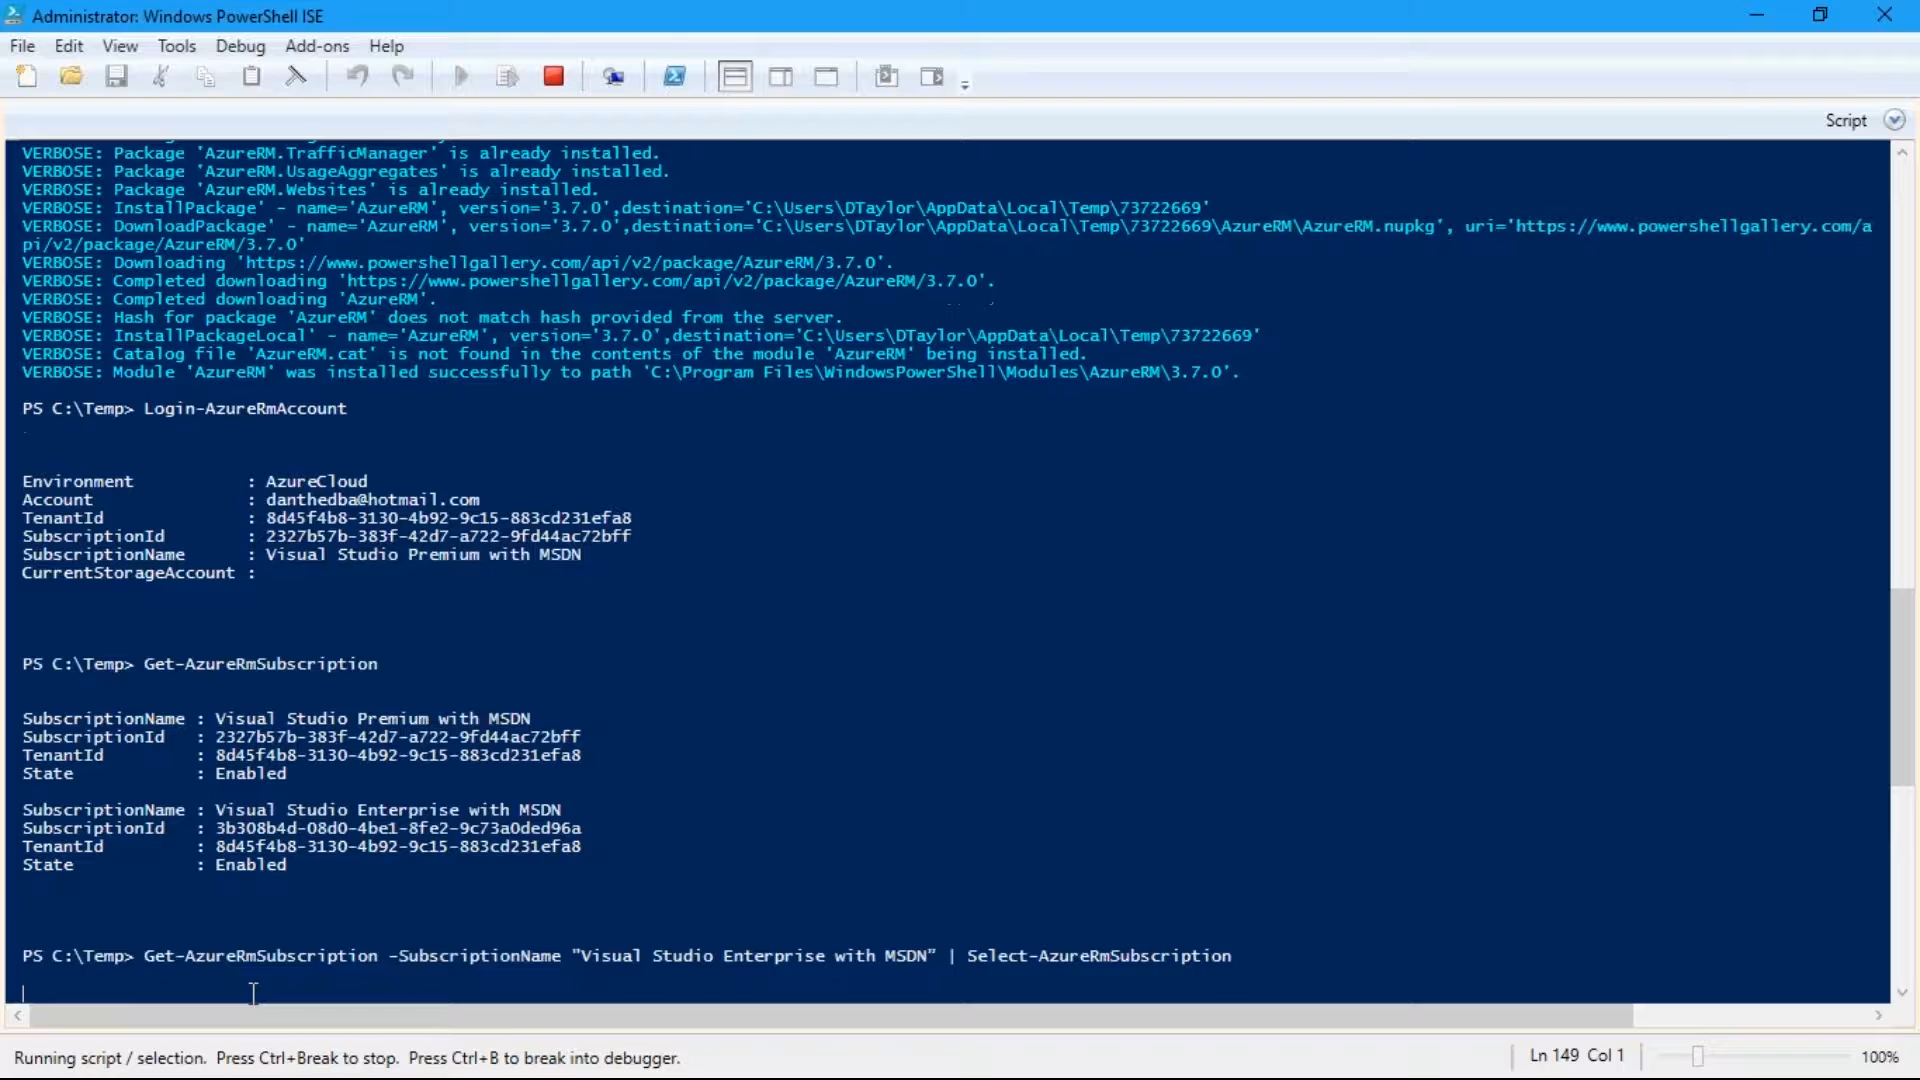 Administrator: Windows PowerShell ISE
File Edit View Tools Debug Add-ons Help
Script
VERBOSE: Package 'AzureRM.TrafficManager' is already installed.
VERBOSE: Package 'AzureRM.UsageAggregates' is already installed.
VERBOSE: Package 'AzureRM.Websites' is already installed.
VERBOSE: InstallPackage' - name='AzureRM', version='3.7.0',destination='C:\Users\DTaylor\AppData\Local\Temp\73722669'
VERBOSE: DownloadPackage' - name='AzureRM', version='3.7.0',destination='C:\Users\DTaylor\AppData\Local\Temp\73722669\AzureRM\AzureRM.nupkg', uri='https://www.powershellgallery.com/a
pi/v2/package/AzureRM/3.7.0'
VERBOSE: Downloading 'https://www.powershellgallery.com/api/v2/package/AzureRM/3.7.0'.
VERBOSE: Completed downloading 'https://www.powershellgallery.com/api/v2/package/AzureRM/3.7.0'.
VERBOSE: Completed downloading 'AzureRM'.
VERBOSE: Hash for package 'AzureRM' does not match hash provided from the server.
VERBOSE: InstallPackageLocal' - name='AzureRM', version='3.7.0',destination='C:\Users\DTaylor\AppData\Local\Temp\73722669'
VERBOSE: Catalog file 'AzureRM.cat' is not found in the contents of the module 'AzureRM' being installed.
VERBOSE: Module 'AzureRM' was installed successfully to path 'C:\Program Files\WindowsPowerShell\Modules\AzureRM\3.7.0'.
PS C:\Temp> Login-AzureRmAccount
Environment : AzureCloud
Account : danthedba@hotmail.com
TenantId : 8d45f4b8-3130-4b92-9c15-883cd231efa8
SubscriptionId : 2327b57b-383f-42d7-a722-9fd44ac72bff
SubscriptionName : Visual Studio Premium with MSDN
CurrentStorageAccount :
PS C:\Temp> Get-AzureRmSubscription
SubscriptionName : Visual Studio Premium with MSDN
SubscriptionId : 2327b57b-383f-42d7-a722-9fd44ac72bff
TenantId : 8d45f4b8-3130-4b92-9c15-883cd231efa8
State : Enabled
SubscriptionName : Visual Studio Enterprise with MSDN
SubscriptionId : 3b308b4d-08d0-4be1-8fe2-9c73a0ded96a
TenantId : 8d45f4b8-3130-4b92-9c15-883cd231efa8
State : Enabled
PS C:\Temp> Get-AzureRmSubscription -SubscriptionName "Visual Studio Enterprise with MSDN" | Select-AzureRmSubscription
Running script / selection. Press Ctrl+Break to stop. Press Ctrl+B to break into debugger.
Ln 149 Col 1
100%